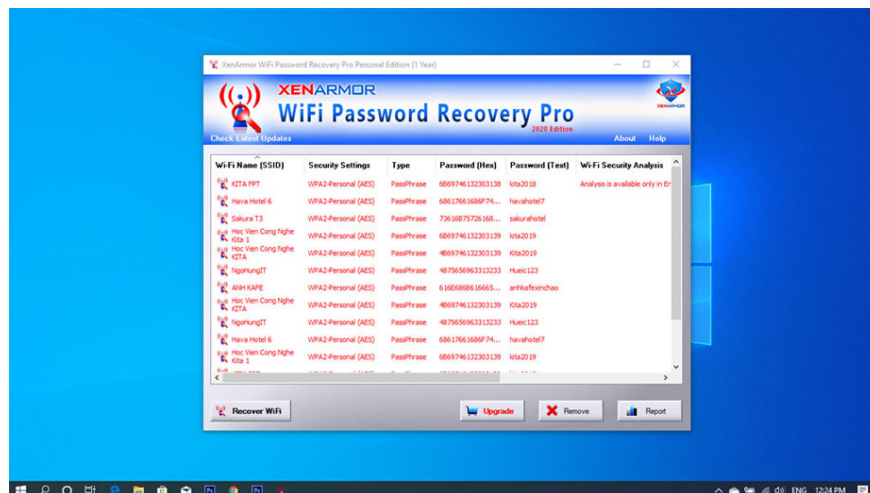 XenArmor WiFi Password Recovery Pro Personal Edition (1 Year)
XENARMOR
WiFi Password Recovery Pro
2020 Edition
XENARMOR
Check Latest Updates About Help
Wi-Fi Name (SSID) Security Settings Type Password (Hex) Password (Text) Wi-Fi Security Analysis
KITA FPT WPA2-Personal (AES) PassPhrase 6B69746132303138 kita2018 Analysis is available only in Er
Hava Hotel 6 WPA2-Personal (AES) PassPhrase 68617661686F74... havahotel7
Sakura T3 WPA2-Personal (AES) PassPhrase 73616B75726168... sakurahotel
Hoc Vien Cong Nghe Kita 1 WPA2-Personal (AES) PassPhrase 6B69746132303139 kita2019
Hoc Vien Cong Nghe KITA WPA2-Personal (AES) PassPhrase 4B69746132303139 Kita2019
NgoHungIT WPA2-Personal (AES) PassPhrase 4875656963313233 Hueic123
ANH KAFE WPA2-Personal (AES) PassPhrase 616E686B616665... anhkafexinchao
Hoc Vien Cong Nghe KITA WPA2-Personal (AES) PassPhrase 4B69746132303139 Kita2019
NgoHungIT WPA2-Personal (AES) PassPhrase 4875656963313233 Hueic123
Hava Hotel 6 WPA2-Personal (AES) PassPhrase 68617661686F74... havahotel7
Hoc Vien Cong Nghe Kita 1 WPA2-Personal (AES) PassPhrase 6B69746132303139 kita2019
Recover WiFi Upgrade Remove Report
ENG 12:24 PM